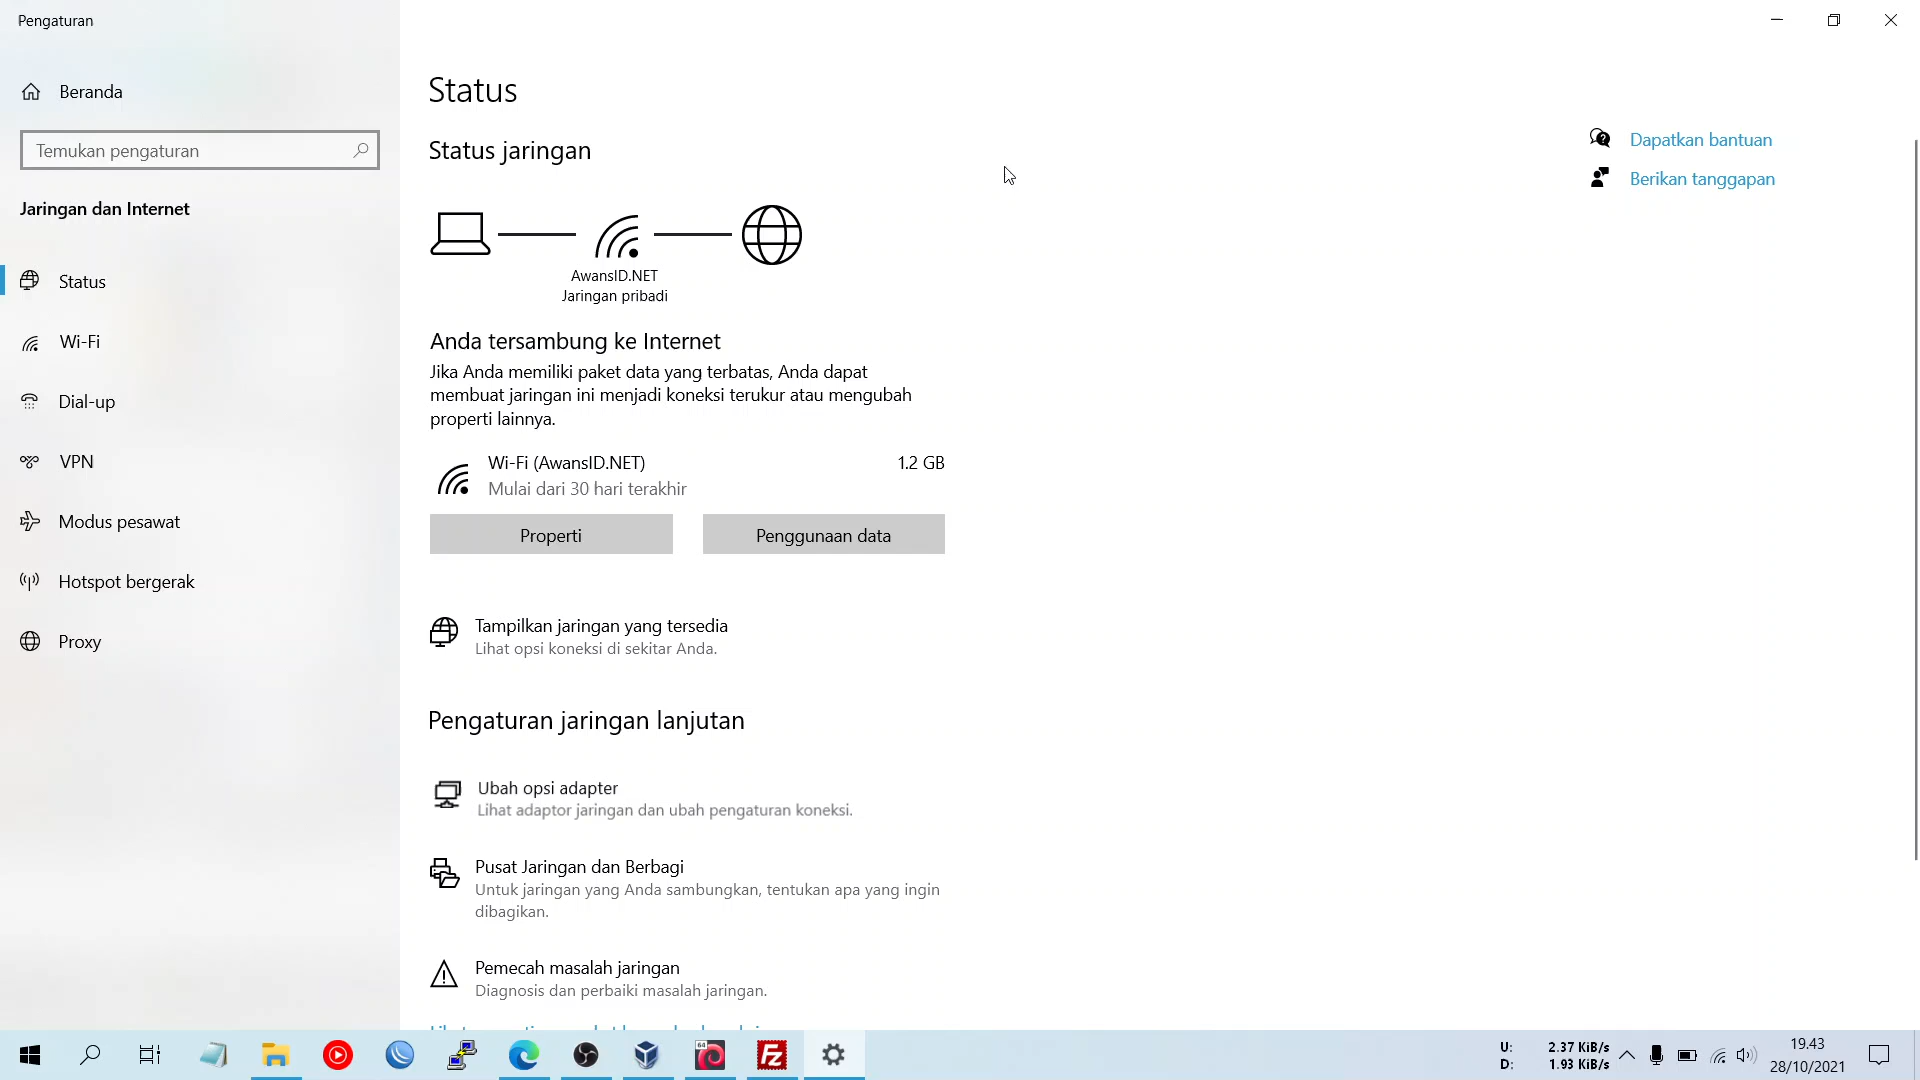 Pengaturan
Beranda
Temukan pengaturan
Jaringan dan Internet
Status
Wi-Fi
Dial-up
VPN
Modus pesawat
Hotspot bergerak
Proxy
Status
Status jaringan
AwansID.NET
Jaringan pribadi
Anda tersambung ke Internet
Jika Anda memiliki paket data yang terbatas, Anda dapat
membuat jaringan ini menjadi koneksi terukur atau mengubah
properti lainnya.
Wi-Fi (AwansID.NET)
1.2 GB
Mulai dari 30 hari terakhir
Properti
Penggunaan data
Tampilkan jaringan yang tersedia
Lihat opsi koneksi di sekitar Anda.
Pengaturan jaringan lanjutan
Ubah opsi adapter
Lihat adaptor jaringan dan ubah pengaturan koneksi.
Pusat Jaringan dan Berbagi
Untuk jaringan yang Anda sambungkan, tentukan apa yang ingin
dibagikan.
Pemecah masalah jaringan
Diagnosis dan perbaiki masalah jaringan.
Dapatkan bantuan
Berikan tanggapan
64
FZ
U: 2.37 KiB/s
D: 1.93 KiB/s
19.43
28/10/2021